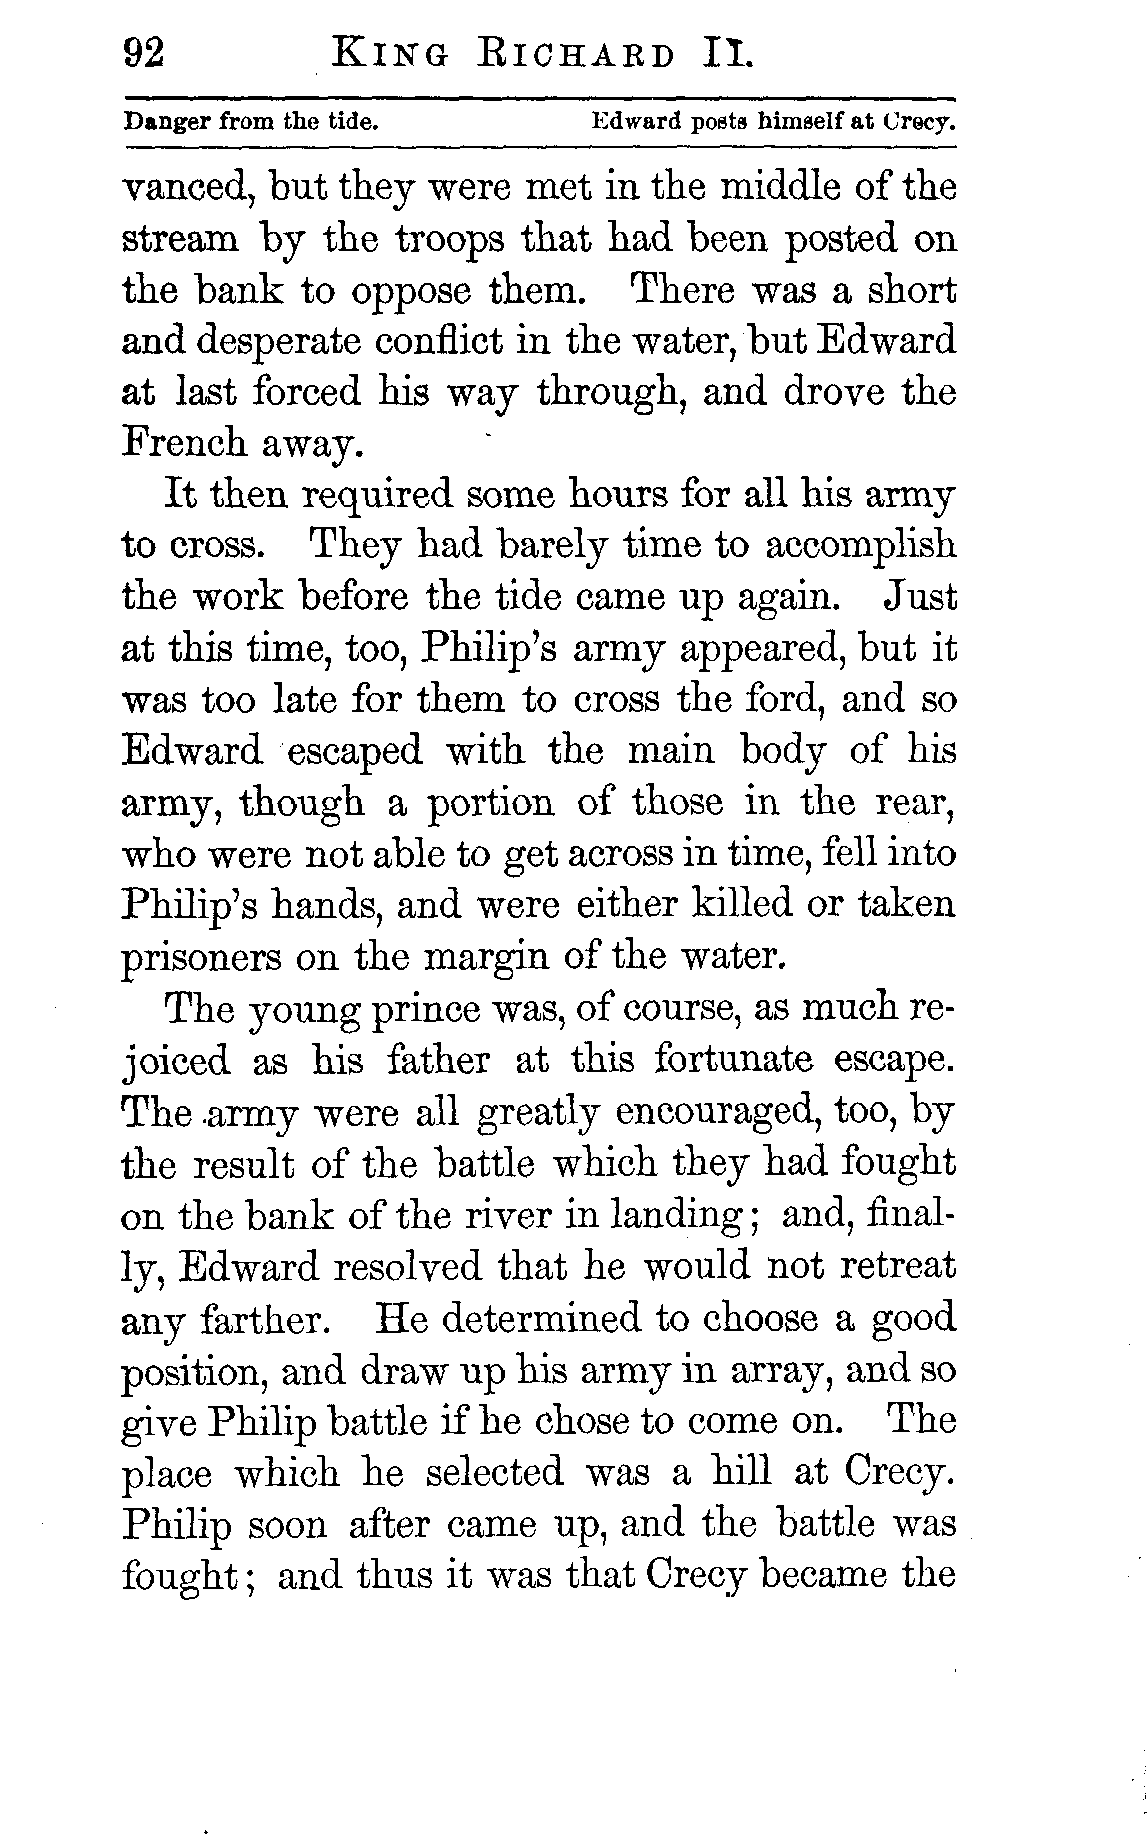 92 KING RICHARD II.
Danger from the tide. Edward posts himself at Crecy.
vanced, but they were met in the middle of the
stream by the troops that had been posted on
the bank to oppose them. There was a short
and desperate conflict in the water, but Edward
at last forced his way through, and drove the
French away.
It then required some hours for all his army
to cross. They had barely time to accomplish
the work before the tide came up again. Just
at this time, too, Philip's army appeared, but it
was too late for them to cross the ford, and so
Edward escaped with the main body of his
army, though a portion of those in the rear,
who were not able to get across in time, fell into
Philip's hands, and were either killed or taken
prisoners on the margin of the water.
The young prince was, of course, as much re-
joiced as his father at this fortunate escape.
The army were all greatly encouraged, too, by
the result of the battle which they had fought
on the bank of the river in landing; and, final-
ly, Edward resolved that he would not retreat
any farther. He determined to choose a good
position, and draw up his army in array, and so
give Philip battle if he chose to come on. The
place which he selected was a hill at Crecy.
Philip soon after came up, and the battle was
fought; and thus it was that Crecy became the